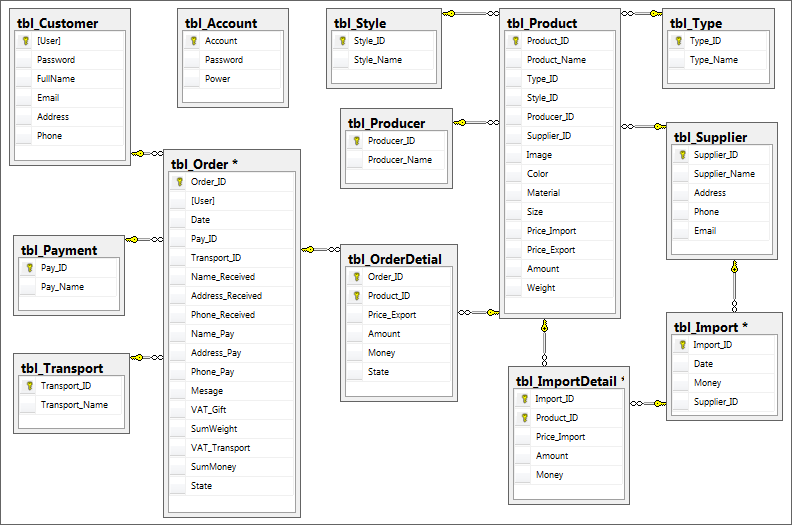 tbl_Customer
[User]
Password
FullName
Email
Address
Phone
tbl_Account
Account
Password
Power
tbl_Style
Style_ID
Style_Name
tbl_Product
Product_ID
Product_Name
Type_ID
Style_ID
Producer_ID
Supplier_ID
Image
Color
Material
Size
Price_Import
Price_Export
Amount
Weight
tbl_Type
Type_ID
Type_Name
tbl_Producer
Producer_ID
Producer_Name
tbl_Supplier
Supplier_ID
Supplier_Name
Address
Phone
Email
tbl_Order *
Order_ID
[User]
Date
Pay_ID
Transport_ID
Name_Received
Address_Received
Phone_Received
Name_Pay
Address_Pay
Phone_Pay
Mesage
VAT_Gift
SumWeight
VAT_Transport
SumMoney
State
tbl_Payment
Pay_ID
Pay_Name
tbl_OrderDetial
Order_ID
Product_ID
Price_Export
Amount
Money
State
tbl_Transport
Transport_ID
Transport_Name
tbl_ImportDetail *
Import_ID
Product_ID
Price_Import
Amount
Money
tbl_Import *
Import_ID
Date
Money
Supplier_ID